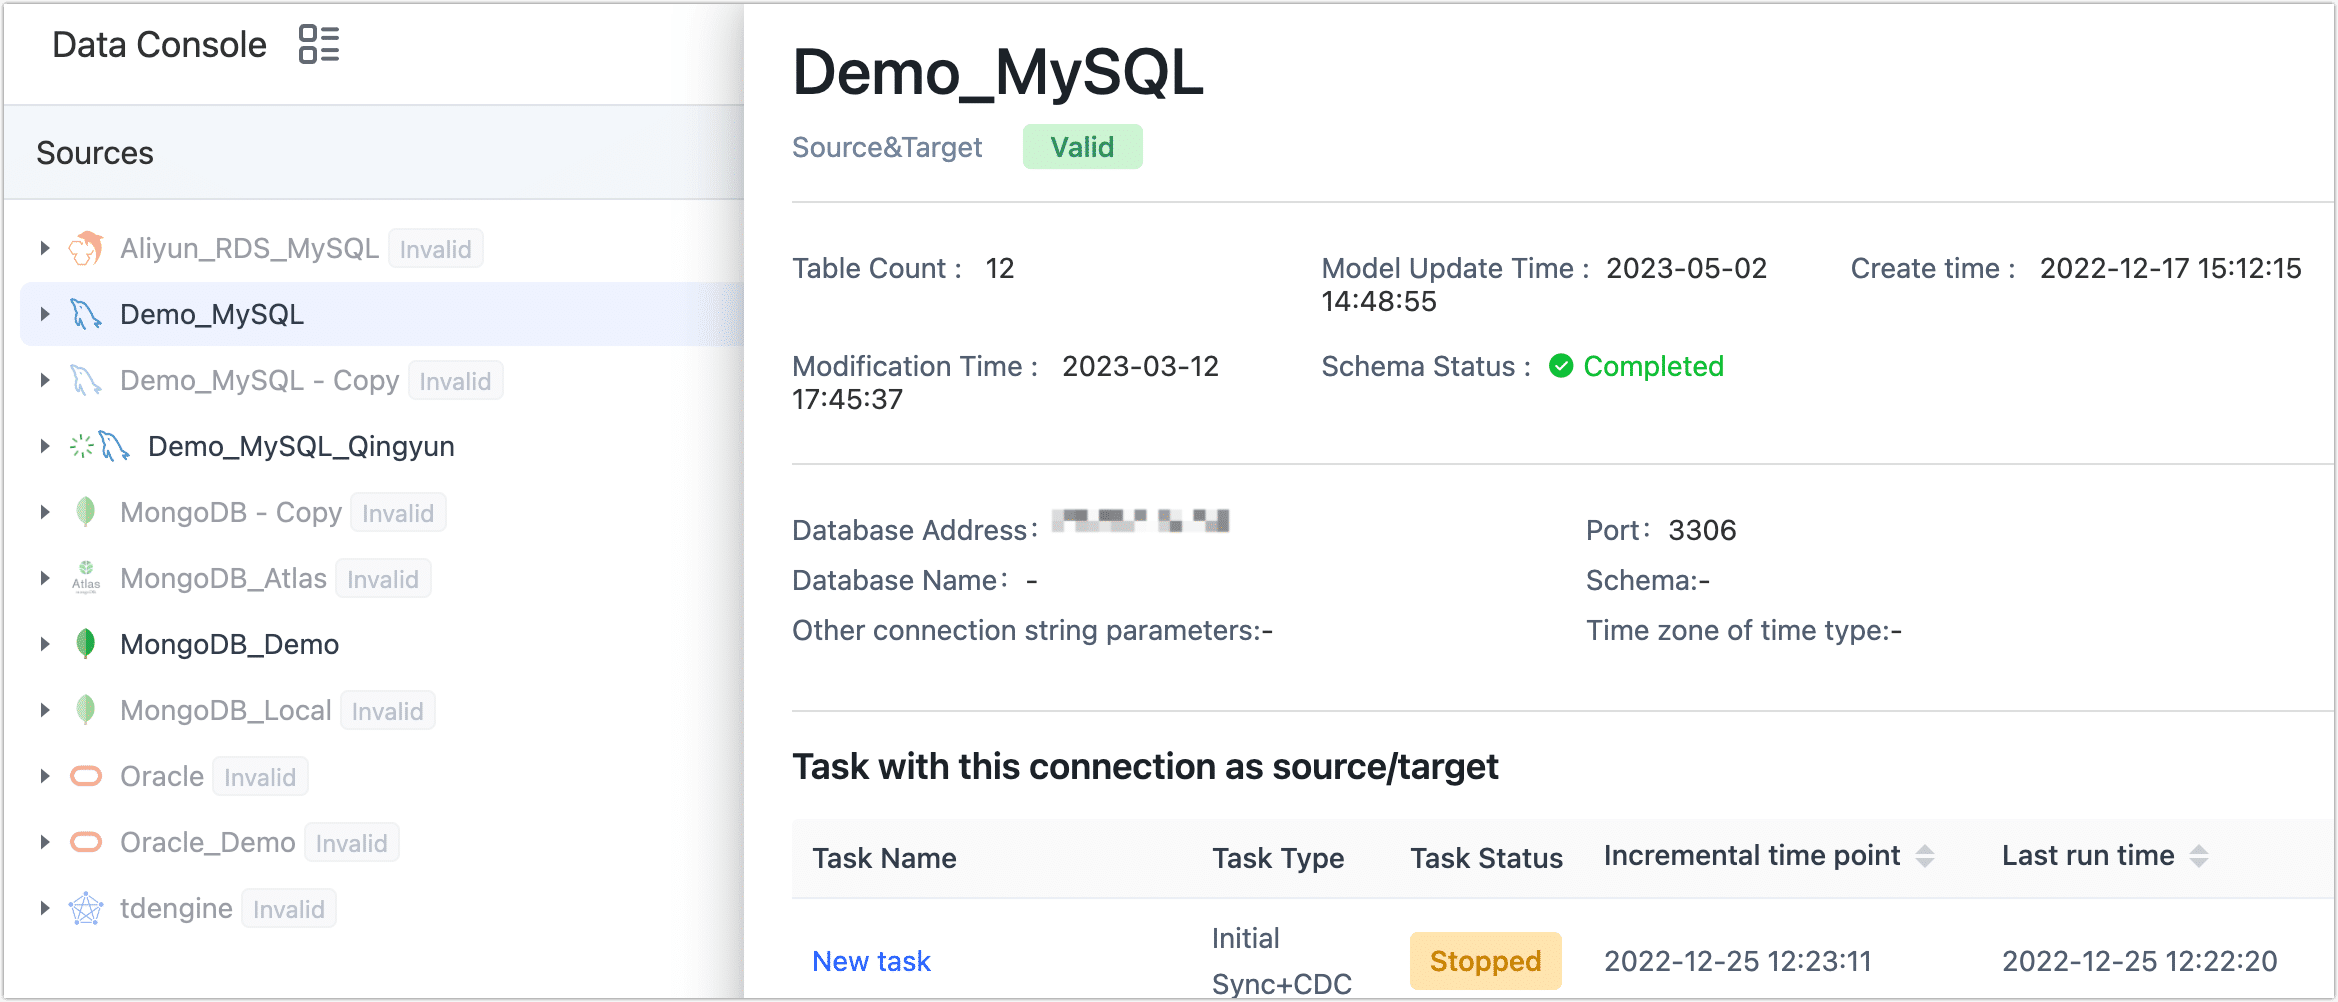 Data Console
Sources
Aliyun_RDS_MySQL Invalid
Demo_MySQL
Demo_MySQL - Copy Invalid
Demo_MySQL_Qingyun
MongoDB - Copy Invalid
Atlas MongoDB_Atlas Invalid
MongoDB_Demo
MongoDB_Local Invalid
Oracle Invalid
Oracle_Demo Invalid
tdengine Invalid
Demo_MySQL
Source&Target Valid
Table Count : 12
Model Update Time : 2023-05-02
14:48:55
Create time : 2022-12-17 15:12:15
Modification Time : 2023-03-12
17:45:37
Schema Status : Completed
Database Address:
Port: 3306
Database Name: -
Schema:-
Other connection string parameters:-
Time zone of time type:-
Task with this connection as source/target
Task Name Task Type Task Status Incremental time point Last run time
New task
Initial
Sync+CDC
Stopped
2022-12-25 12:23:11
2022-12-25 12:22:20